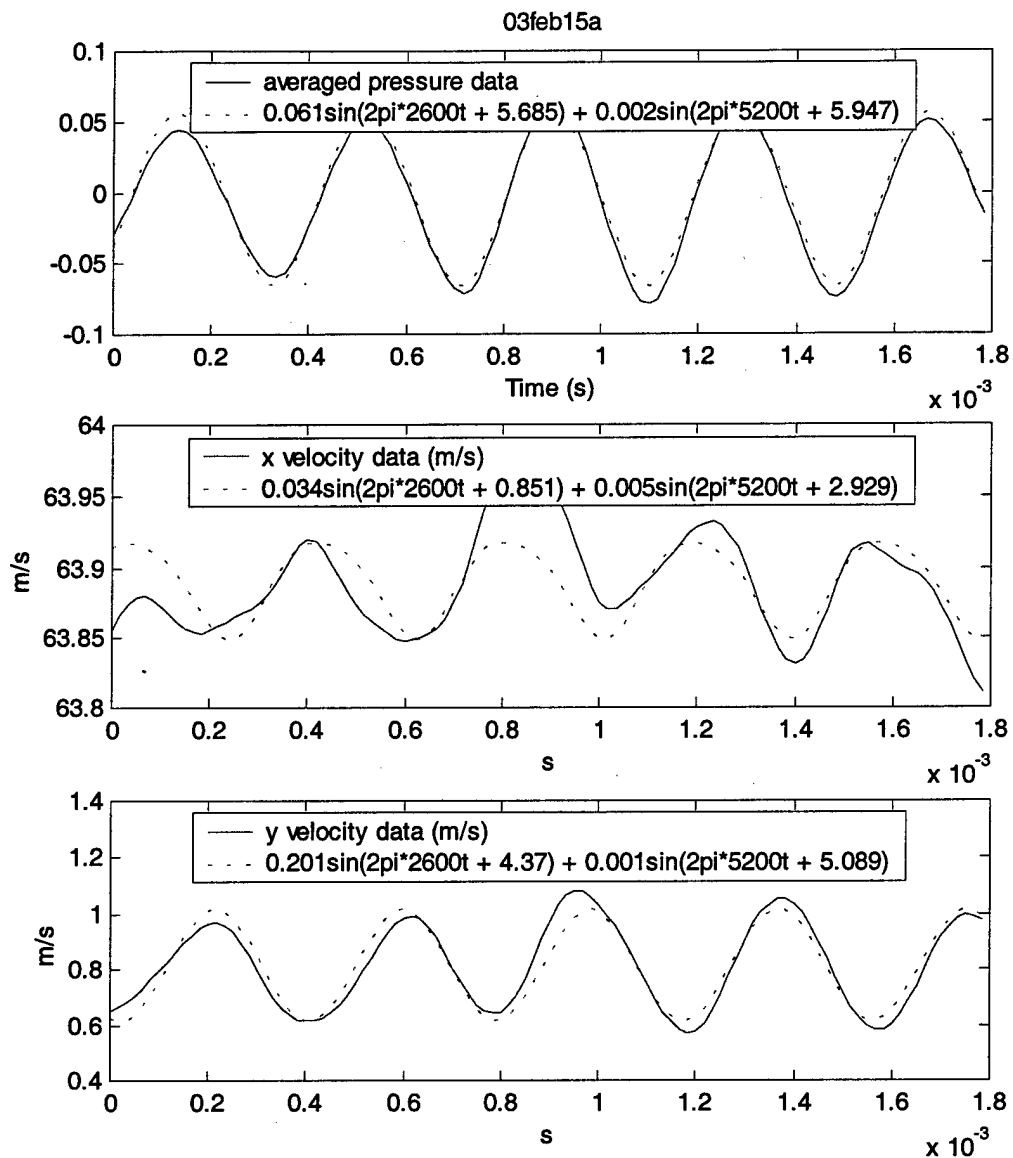 03feb15a
0.1
averaged pressure data
0.061sin(2pi*2600t + 5.685) + 0.002sin(2pi*5200t + 5.947)
0.05
0
-0.05
-0.1
0 0.2 0.4 0.6 0.8 1 1.2 1.4 1.6 1.8
Time (s)
x 10-3
64
x velocity data (m/s)
0.034sin(2pi*2600t + 0.851) + 0.005sin(2pi*5200t + 2.929)
63.95
63.9
63.85
63.8
m/s
0 0.2 0.4 0.6 0.8 1 1.2 1.4 1.6 1.8
s
x 10-3
1.4
y velocity data (m/s)
0.201sin(2pi*2600t + 4.37) + 0.001sin(2pi*5200t + 5.089)
1.2
1
0.8
0.6
0.4
m/s
0 0.2 0.4 0.6 0.8 1 1.2 1.4 1.6 1.8
s
x 10-3